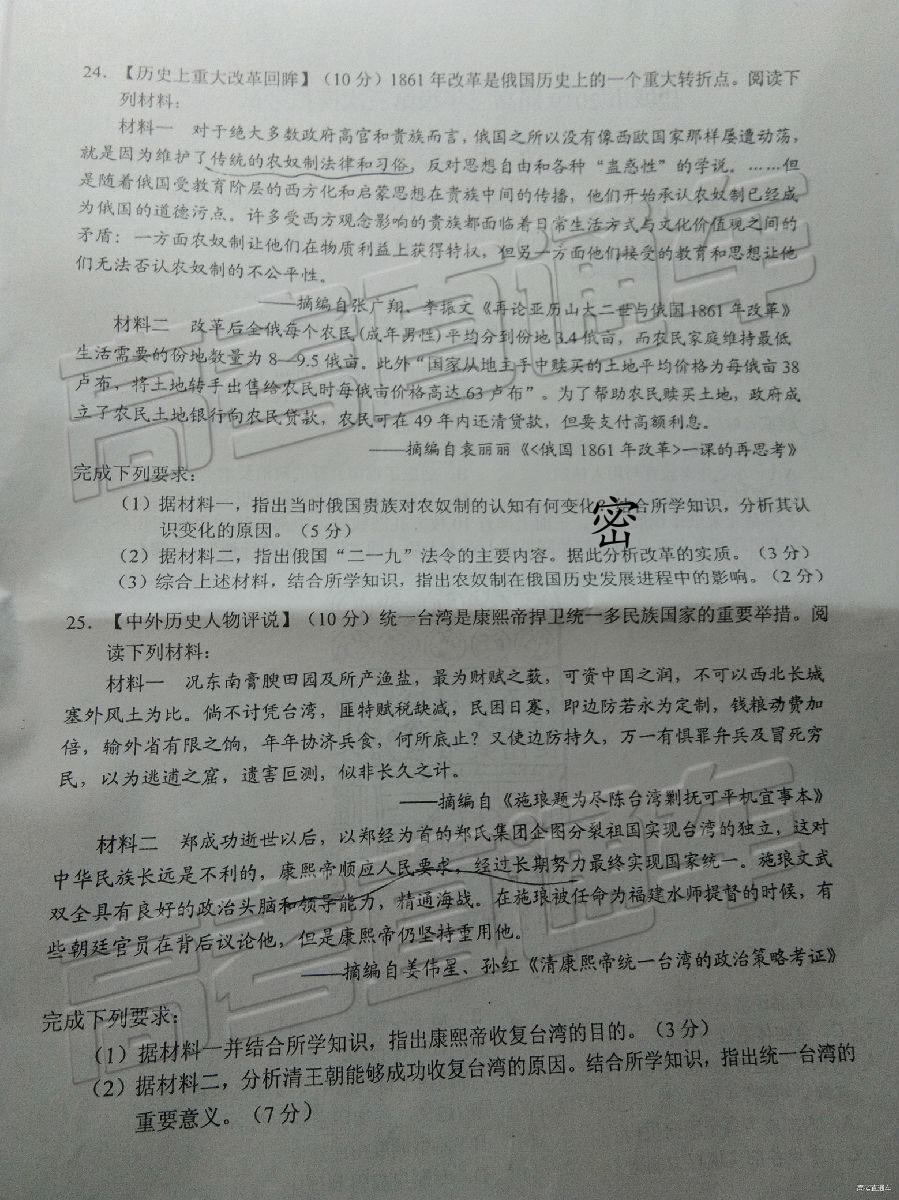 24．【历史上重大改革回眸】（10 分）1861 年改革是俄国历史上的一个重大转折点。阅读下
列材料：
材料一　对于绝大多数政府高官和贵族而言，俄国之所以没有像西欧国家那样屡遭动荡，
就是因为维护了传统的农奴制法律和习俗，反对思想自由和各种“蛊惑性”的学说。……但
是随着俄国受教育阶层的西方化和启蒙思想在贵族中间的传播，他们开始承认农奴制已经成
为俄国的道德污点。许多受西方观念影响的贵族都面临着日常生活方式与文化价值观之间的
矛盾：一方面农奴制让他们在物质利益上获得特权，但另一方面他们接受的教育和思想让他
们无法否认农奴制的不公平性。
——摘编自张广翔、李振文《再论亚历山大二世与俄国 1861 年改革》
材料二　改革后全俄每个农民(成年男性)平均分到份地 3.4 俄亩，而农民家庭维持最低
生活需要的份地数量为 8—9.5 俄亩。此外“国家从地主手中赎买的土地平均价格为每俄亩 38
卢布，将土地转手出售给农民时每俄亩价格高达 63 卢布”。为了帮助农民赎买土地，政府成
立了农民土地银行向农民贷款，农民可在 49 年内还清贷款，但要支付高额利息。
——摘编自袁丽丽《<俄国 1861 年改革>一课的再思考》
完成下列要求：
（1）据材料一，指出当时俄国贵族对农奴制的认知有何变化？结合所学知识，分析其认
识变化的原因。（5 分）
密
（2）据材料二，指出俄国“二一九”法令的主要内容。据此分析改革的实质。（3 分）
（3）综合上述材料，结合所学知识，指出农奴制在俄国历史发展进程中的影响。（2 分）
25．【中外历史人物评说】（10 分）统一台湾是康熙帝捍卫统一多民族国家的重要举措。阅
读下列材料：
材料一　况东南膏腴田园及所产渔盐，最为财赋之薮，可资中国之润，不可以西北长城
塞外风土为比。倘不讨凭台湾，匪特赋税缺减，民困日蹇，即边防若永为定制，钱粮动费加
倍，输外省有限之饷，年年协济兵食，何所底止？又使边防持久，万一有惧罪弁兵及冒死穷
民，以为逃逋之窟，遗害叵测，似非长久之计。
——摘编自《施琅题为尽陈台湾剿抚可平机宜事本》
材料二　郑成功逝世以后，以郑经为首的郑氏集团企图分裂祖国实现台湾的独立，这对
中华民族长远是不利的，康熙帝顺应人民要求，经过长期努力最终实现国家统一。施琅文武
双全具有良好的政治头脑和领导能力，精通海战。在施琅被任命为福建水师提督的时候，有
些朝廷官员在背后议论他，但是康熙帝仍坚持重用他。
——摘编自姜伟星、孙红《清康熙帝统一台湾的政治策略考证》
完成下列要求：
（1）据材料一并结合所学知识，指出康熙帝收复台湾的目的。（3 分）
（2）据材料二，分析清王朝能够成功收复台湾的原因。结合所学知识，指出统一台湾的
重要意义。（7 分）
高考直通车
高考直通车
高考直通车